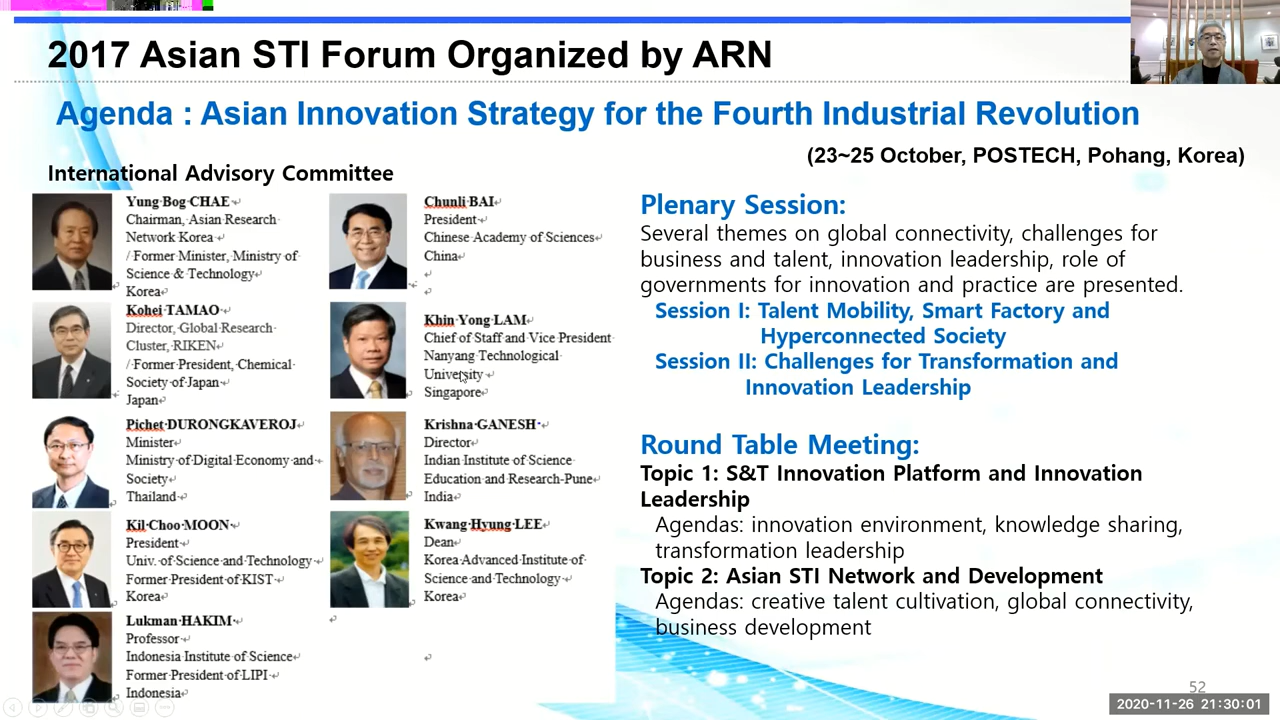 2017 Asian STI Forum Organized by ARN
Agenda : Asian Innovation Strategy for the Fourth Industrial Revolution
(23~25 October, POSTECH, Pohang, Korea)
International Advisory Committee
Yung Bog CHAE
Chairman, Asian Research
Network Korea
/ Former Minister, Ministry of
Science & Technology
Korea
Chunli BAI
President
Chinese Academy of Sciences
China
Kohei TAMAO
Director, Global Research
Cluster, RIKEN
/ Former President, Chemical
Society of Japan
Japan
Khin Yong LAM
Chief of Staff and Vice President
Nanyang Technological
University
Singapore
Pichet DURONGKAVEROJ
Minister
Ministry of Digital Economy and
Society
Thailand
Krishna GANESH
Director
Indian Institute of Science
Education and Research-Pune
India
Kil Choo MOON
President
Univ. of Science and Technology
Former President of KIST
Korea
Kwang Hyung LEE
Dean
Korea Advanced Institute of
Science and Technology
Korea
Lukman HAKIM
Professor
Indonesia Institute of Science
Former President of LIPI
Indonesia
Plenary Session:
Several themes on global connectivity, challenges for
business and talent, innovation leadership, role of
governments for innovation and practice are presented.
Session I: Talent Mobility, Smart Factory and
Hyperconnected Society
Session II: Challenges for Transformation and
Innovation Leadership
Round Table Meeting:
Topic 1: S&T Innovation Platform and Innovation
Leadership
Agendas: innovation environment, knowledge sharing,
transformation leadership
Topic 2: Asian STI Network and Development
Agendas: creative talent cultivation, global connectivity,
business development
52
2020-11-26 21:30:01